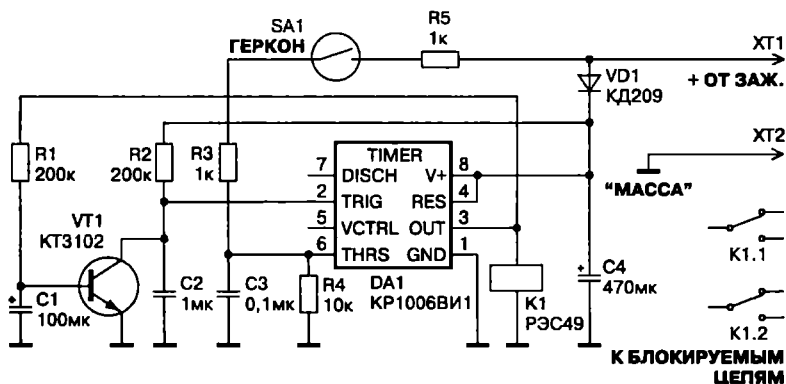 SA1
ГЕРКОН
R5
1к
XT1
+ ОТ ЗАЖ.
VD1
КД209
R1
200к
R2
200к
R3
1к
TIMER
7 DISCH V+ 8
2 TRIG RES 4
5 VCTRL OUT 3
6 THRS GND 1
XT2
"МАССА"
VT1
КТ3102
C1
100мк
C2
1мк
C3
0,1мк
R4
10к
DA1
КР1006ВИ1
K1
РЭС49
C4
470мк
K1.1
K1.2
К БЛОКИРУЕМЫМ
ЦЕПЯМ
+
+